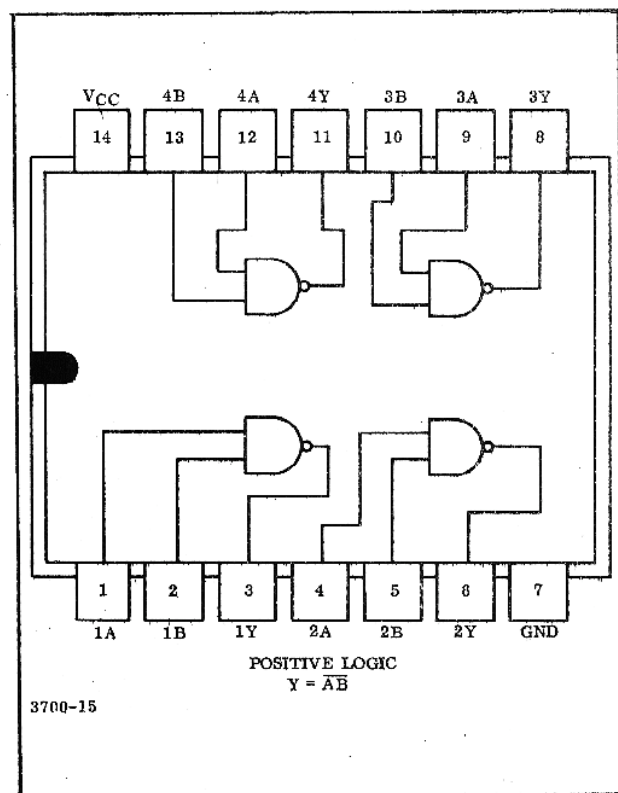 VCC 4B 4A 4Y 3B 3A 3Y
14 13 12 11 10 9 8
1 2 3 4 5 6 7
1A 1B 1Y 2A 2B 2Y GND
POSITIVE LOGIC
Y = A̅B̅
3700-15